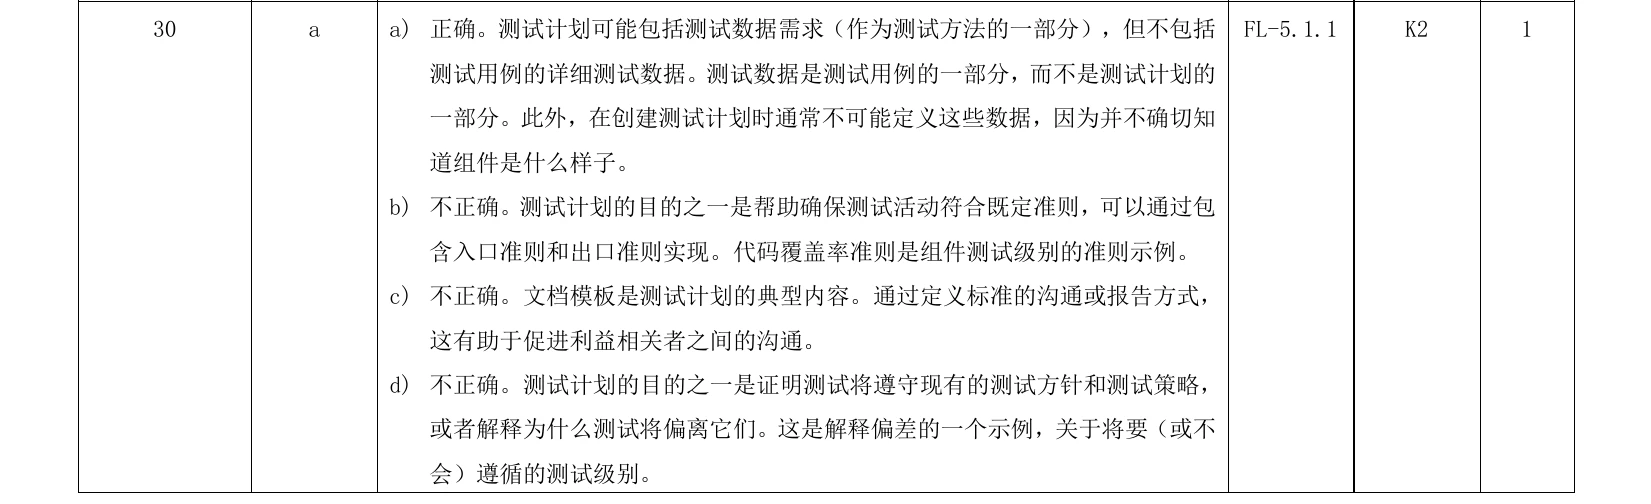 30 a a) 正确。测试计划可能包括测试数据需求（作为测试方法的一部分），但不包括 FL-5.1.1 K2 1
测试用例的详细测试数据。测试数据是测试用例的一部分，而不是测试计划的
一部分。此外，在创建测试计划时通常不可能定义这些数据，因为并不确切知
道组件是什么样子。
b) 不正确。测试计划的目的之一是帮助确保测试活动符合既定准则，可以通过包
含入口准则和出口准则实现。代码覆盖率准则是组件测试级别的准则示例。
c) 不正确。文档模板是测试计划的典型内容。通过定义标准的沟通或报告方式，
这有助于促进利益相关者之间的沟通。
d) 不正确。测试计划的目的之一是证明测试将遵守现有的测试方针和测试策略，
或者解释为什么测试将偏离它们。这是解释偏差的一个示例，关于将要（或不
会）遵循的测试级别。